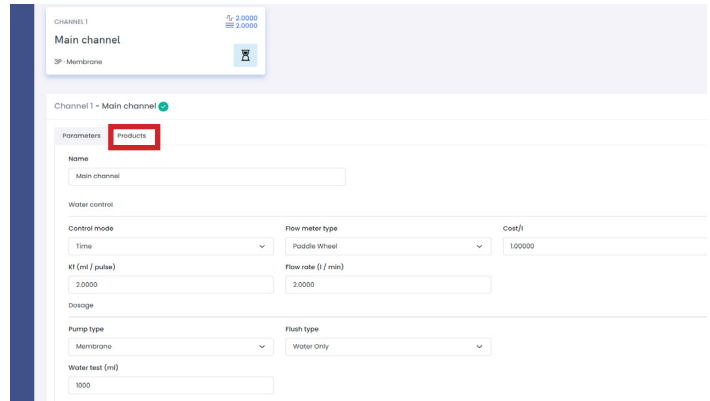 CHANNEL 1
2.0000
2.0000
Main channel
3P · Membrane
Channel 1 - Main channel
Parameters Products
Name
Main channel
Water control
Control mode Flow meter type Cost/l
Time Paddle Wheel 1.00000
Kf (ml / pulse) Flow rate (l / min)
2.0000 2.0000
Dosage
Pump type Flush type
Membrane Water Only
Water test (ml)
1000